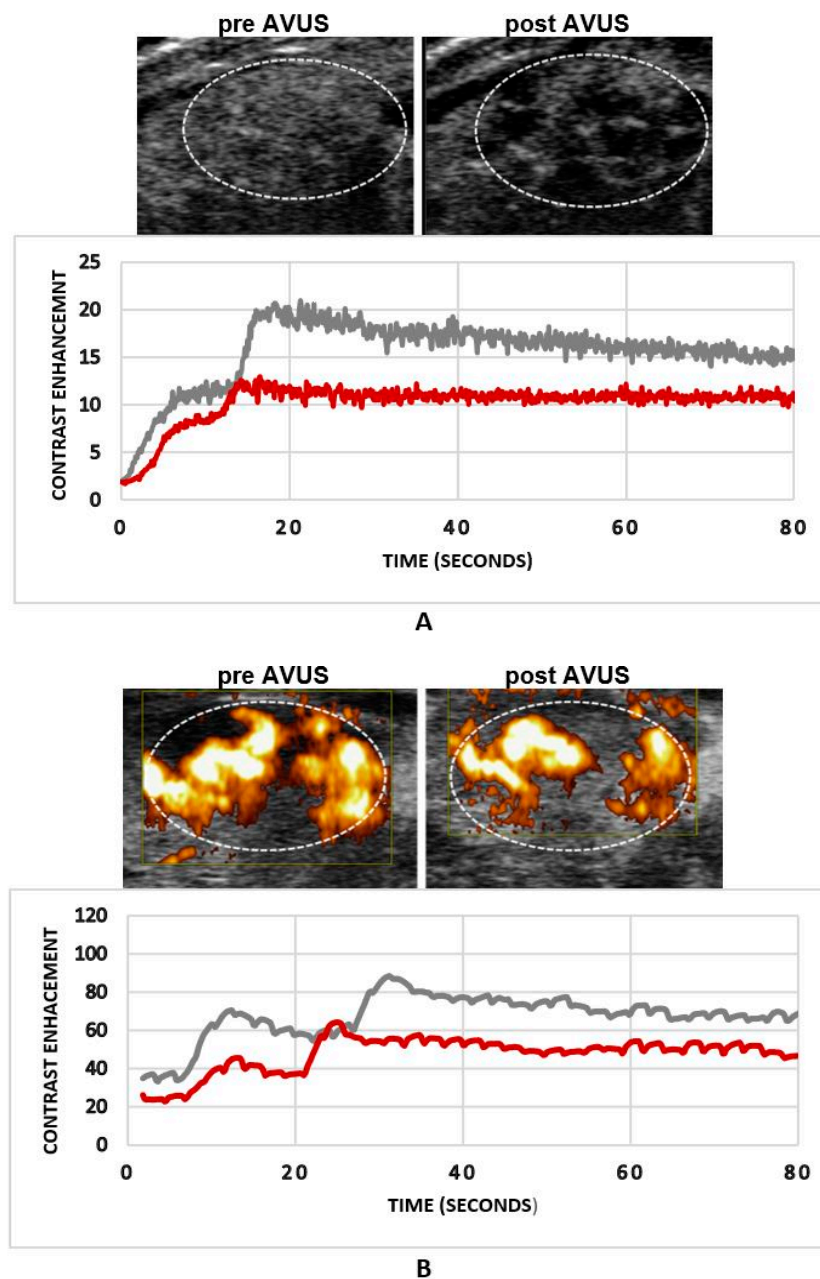 pre AVUS post AVUS
CONTRAST ENHANCEMNT
25
20
15
10
5
0
0 20 40 60 80
TIME (SECONDS)
A
pre AVUS post AVUS
CONTRAST ENHACEMENT
120
100
80
60
40
20
0
0 20 40 60 80
TIME (SECONDS)
B